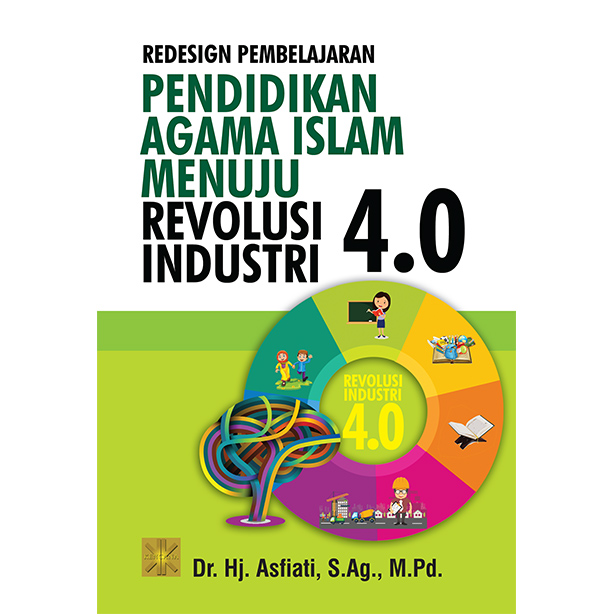 REDESIGN PEMBELAJARAN
PENDIDIKAN
AGAMA ISLAM
MENUJU
REVOLUSI
INDUSTRI 4.0
REVOLUSI
INDUSTRI
4.0
Dr. Hj. Asfiati, S.Ag., M.Pd.